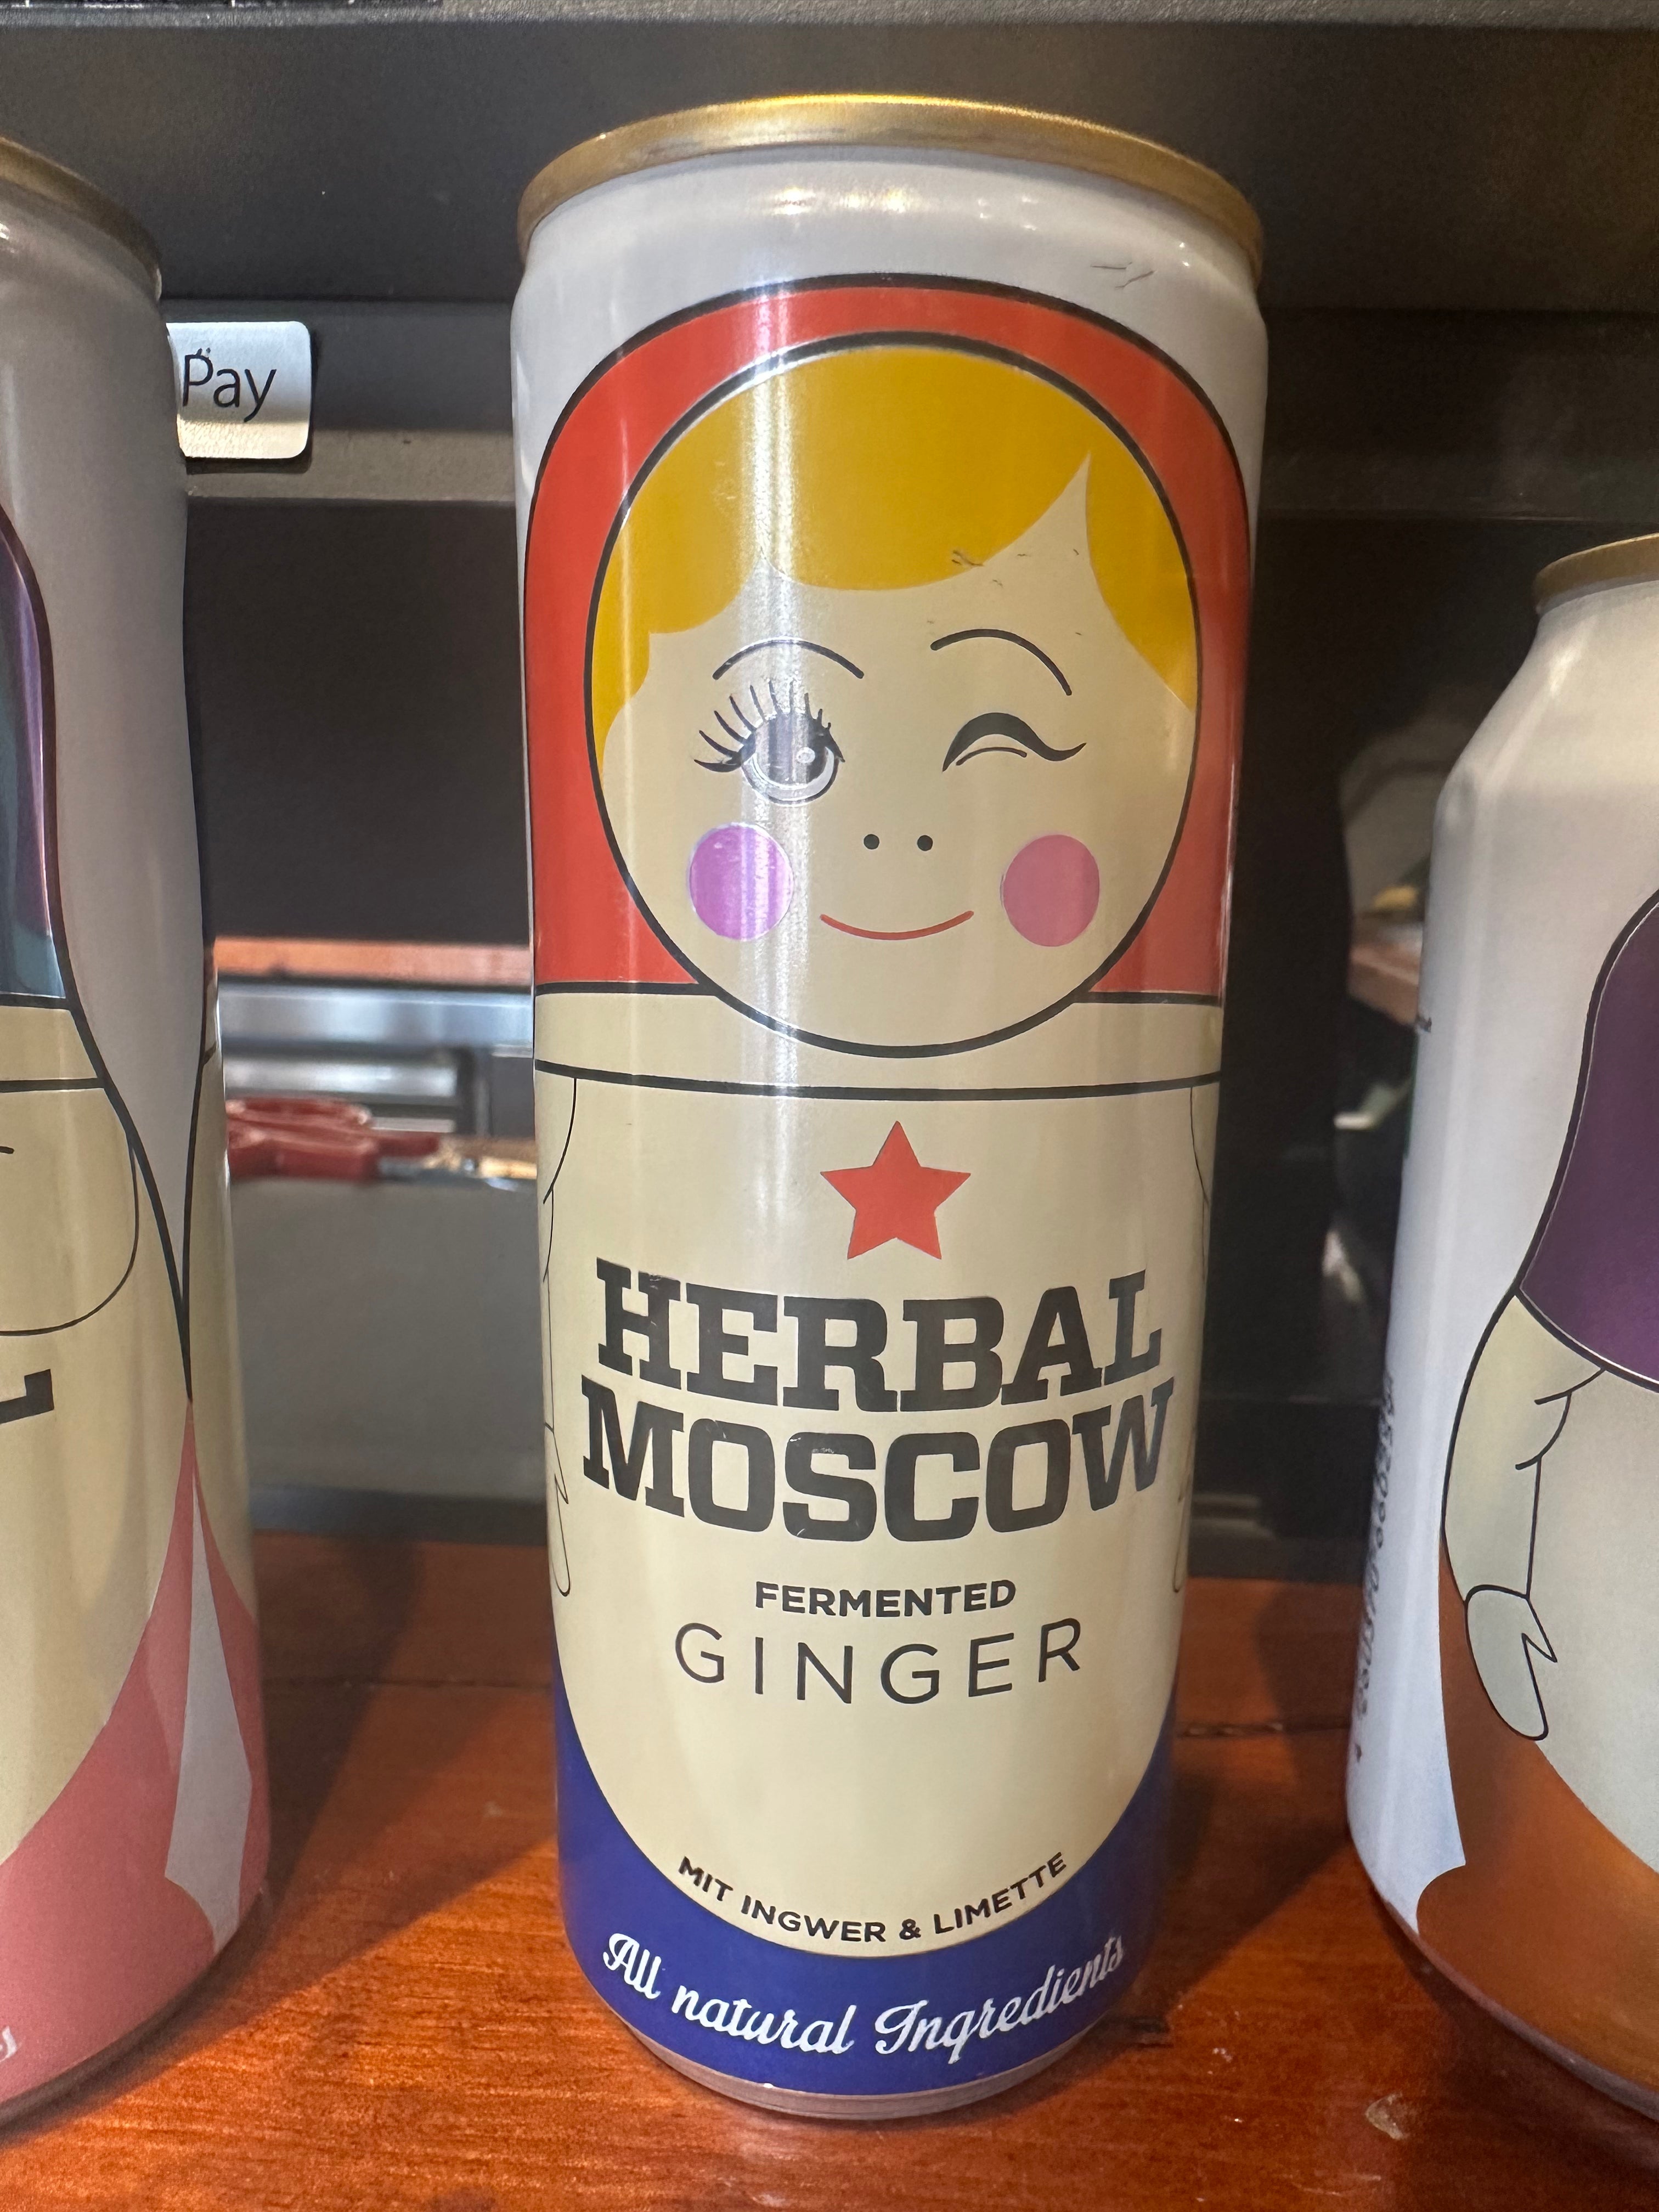 Pay
HERBAL
MOSCOW
FERMENTED
GINGER
MIT INGWER & LIMETTE
All natural Ingredients